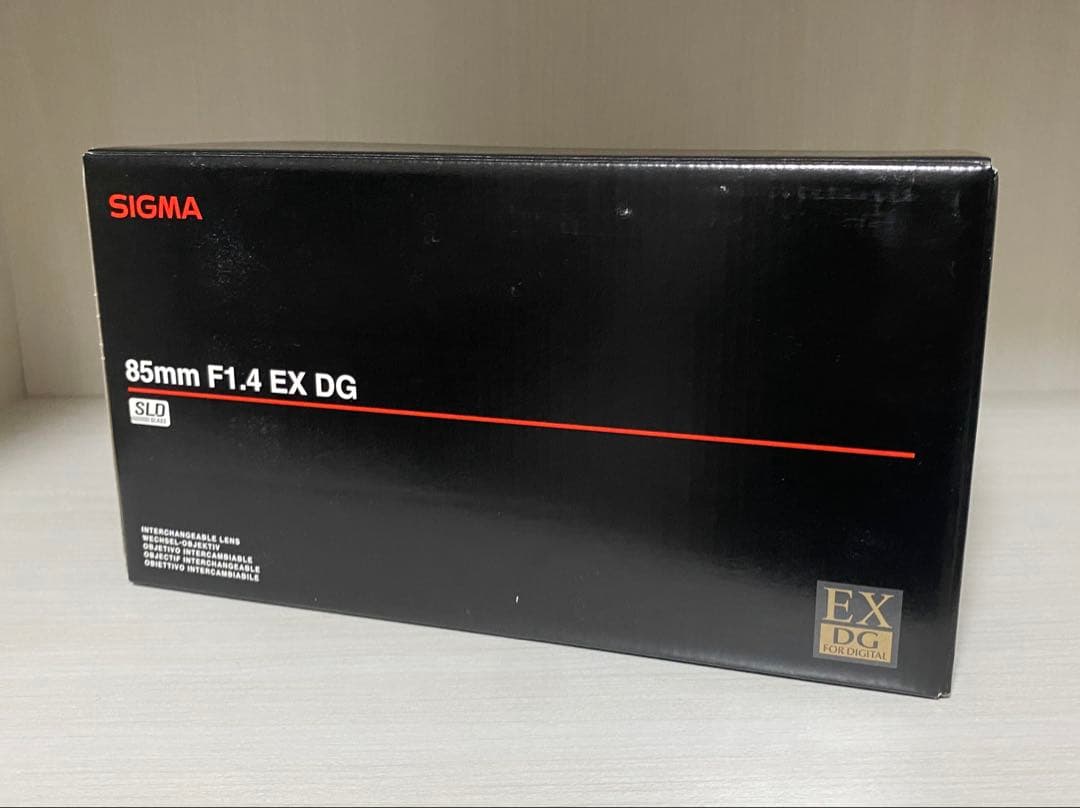 SIGMA
85mm F1.4 EX DG
SLD
INTERCHANGEABLE LENS
WECHSEL-OBJEKTIV
OBJETIVO INTERCAMBIABLE
OBJECTIF INTERCHANGEABLE
OBIETTIVO INTERCAMBIABILE
EX
DG
FOR DIGITAL